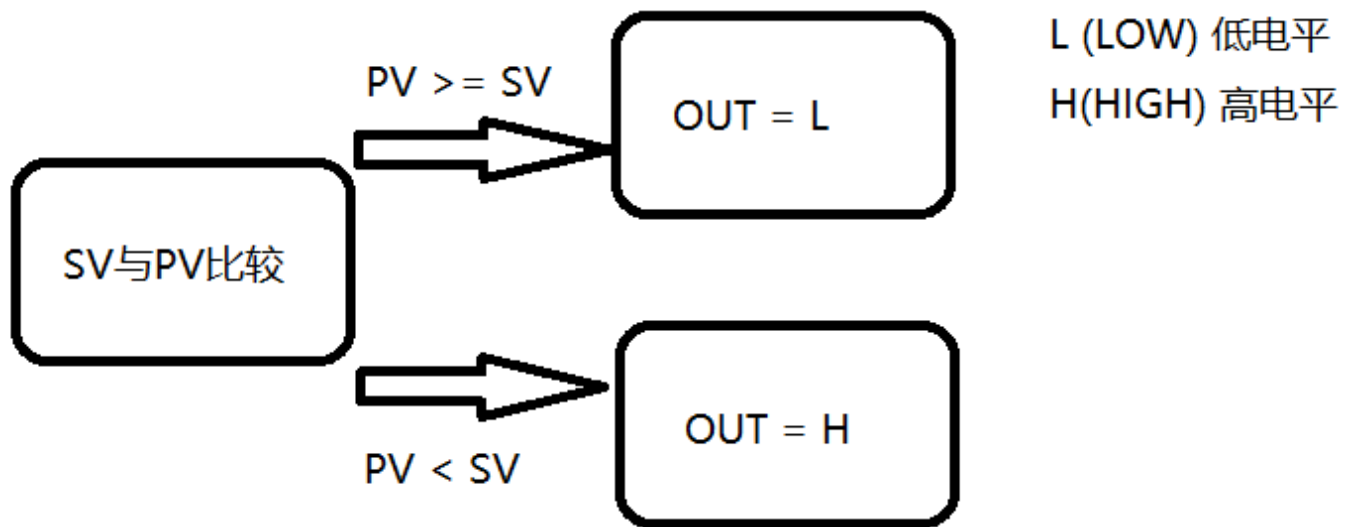 L (LOW) 低电平
H(HIGH) 高电平
PV >= SV
OUT = L
SV与PV比较
OUT = H
PV < SV